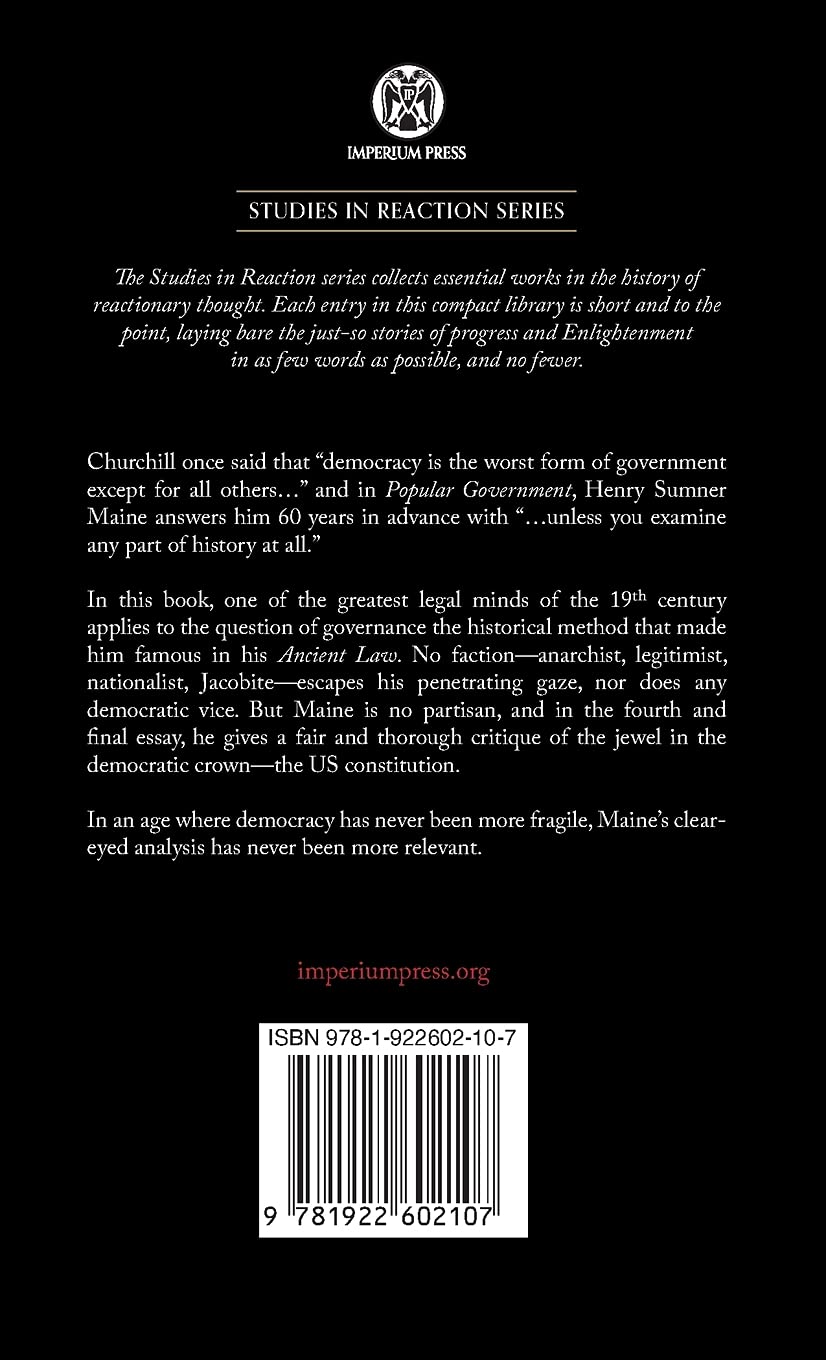 IP
IMPERIUM PRESS
STUDIES IN REACTION SERIES
The Studies in Reaction series collects essential works in the history of
reactionary thought. Each entry in this compact library is short and to the
point, laying bare the just-so stories of progress and Enlightenment
in as few words as possible, and no fewer.
Churchill once said that “democracy is the worst form of government
except for all others…” and in Popular Government, Henry Sumner
Maine answers him 60 years in advance with “…unless you examine
any part of history at all.”
In this book, one of the greatest legal minds of the 19th century
applies to the question of governance the historical method that made
him famous in his Ancient Law. No faction—anarchist, legitimist,
nationalist, Jacobite—escapes his penetrating gaze, nor does any
democratic vice. But Maine is no partisan, and in the fourth and
final essay, he gives a fair and thorough critique of the jewel in the
democratic crown—the US constitution.
In an age where democracy has never been more fragile, Maine’s clear-
eyed analysis has never been more relevant.
imperiumpress.org
ISBN 978-1-922602-10-7
9 781922 602107